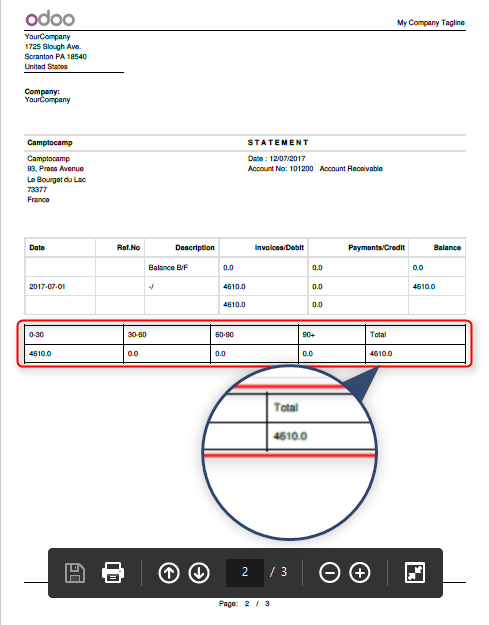 odoo
My Company Tagline
YourCompany
1725 Slough Ave.
Scranton PA 18540
United States
Company:
YourCompany
Camptocamp STATEMENT
Camptocamp Date : 12/07/2017
93, Press Avenue Account No: 101200 Account Receivable
Le Bourget du Lac
73377
France
Date Ref.No Description Invoices/Debit Payments/Credit Balance
Balance B/F 0.0 0.0 0.0
2017-07-01 -/ 4610.0 0.0 4610.0
4610.0 0.0
0-30 30-60 60-90 90+ Total
4610.0 0.0 0.0 0.0 4610.0
Total
4610.0
2 / 3
Page: 2 / 3